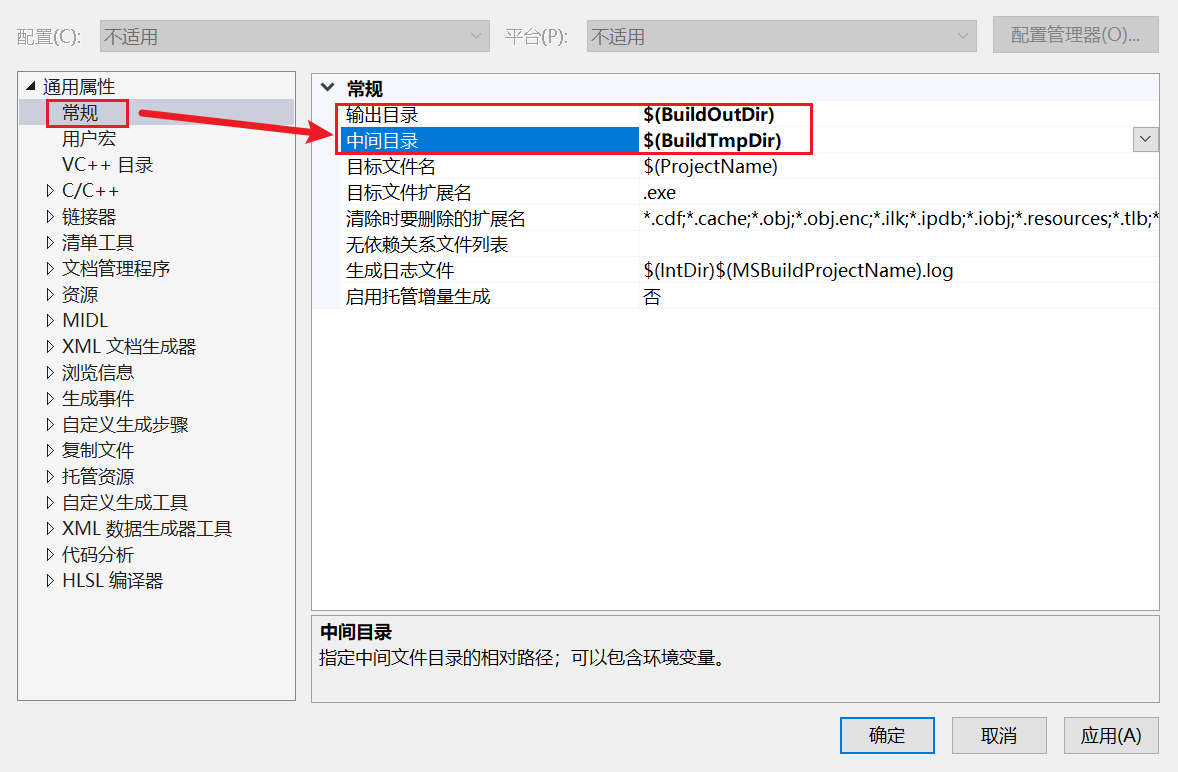 配置(C): 不适用 平台(P): 不适用 配置管理器(O)...
通用属性
常规
用户宏
VC++ 目录
C/C++
链接器
清单工具
文档管理程序
资源
MIDL
XML 文档生成器
浏览信息
生成事件
自定义生成步骤
复制文件
托管资源
自定义生成工具
XML 数据生成器工具
代码分析
HLSL 编译器
常规
输出目录 $(BuildOutDir)
中间目录 $(BuildTmpDir)
目标文件名 $(ProjectName)
目标文件扩展名 .exe
清除时要删除的扩展名 *.cdf;*.cache;*.obj;*.obj.enc;*.ilk;*.ipdb;*.iobj;*.resources;*.tlb;*
无依赖关系文件列表
生成日志文件 $(IntDir)$(MSBuildProjectName).log
启用托管增量生成 否
中间目录
指定中间文件目录的相对路径；可以包含环境变量。
确定 取消 应用(A)